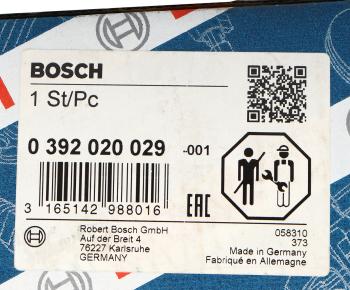 BOSCH
1 St/Pc
0 392 020 029 -001
3 165142 988016
EAC
Robert Bosch GmbH
Auf der Breit 4
76227 Karlsruhe
GERMANY
058310
373
Made in Germany
Fabriqué en Allemagne